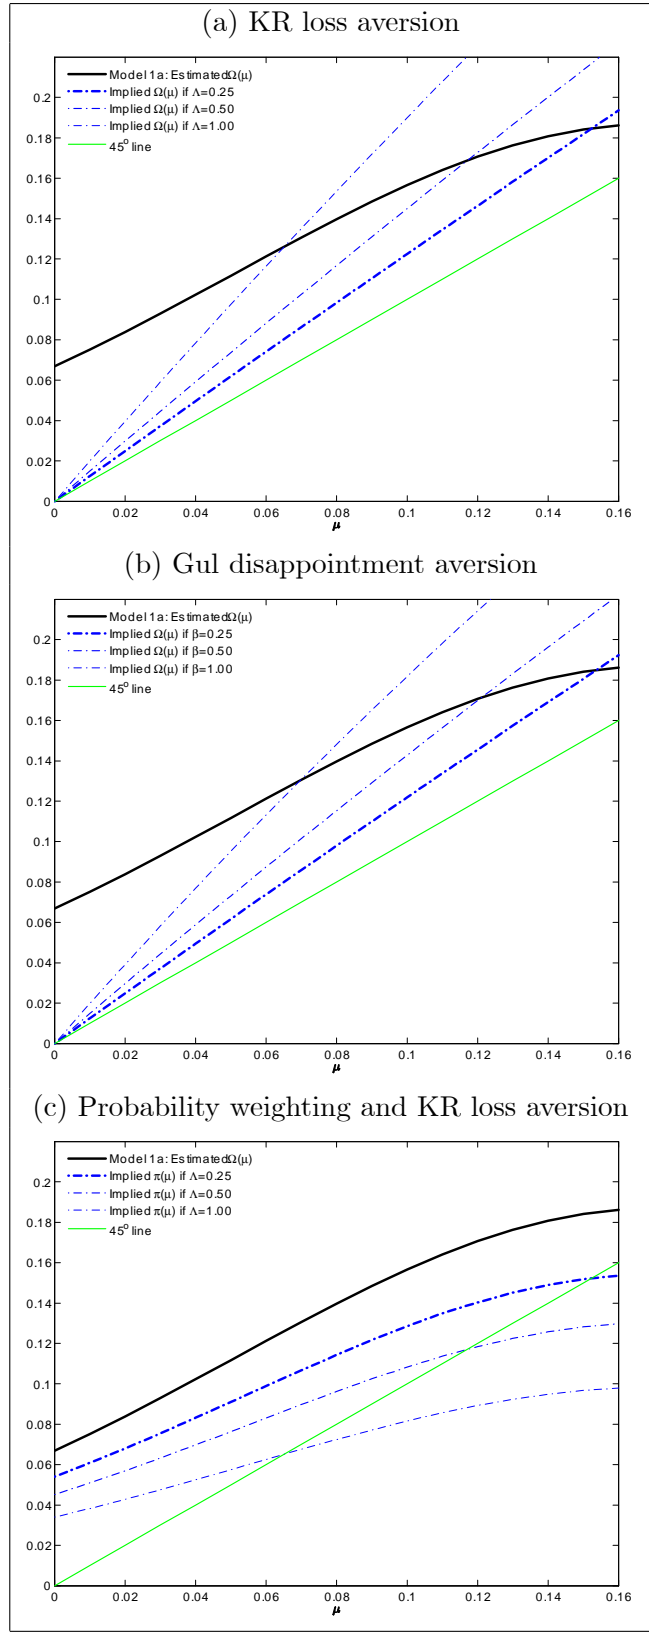 (a) KR loss aversion
Model 1a: Estimated Ω(μ)
Implied Ω(μ) if Λ=0.25
Implied Ω(μ) if Λ=0.50
Implied Ω(μ) if Λ=1.00
45° line
0.2
0.18
0.16
0.14
0.12
0.1
0.08
0.06
0.04
0.02
0
0 0.02 0.04 0.06 0.08 0.1 0.12 0.14 0.16
μ
(b) Gul disappointment aversion
Model 1a: Estimated Ω(μ)
Implied Ω(μ) if β=0.25
Implied Ω(μ) if β=0.50
Implied Ω(μ) if β=1.00
45° line
0.2
0.18
0.16
0.14
0.12
0.1
0.08
0.06
0.04
0.02
0
0 0.02 0.04 0.06 0.08 0.1 0.12 0.14 0.16
μ
(c) Probability weighting and KR loss aversion
Model 1a: Estimated Ω(μ)
Implied π(μ) if Λ=0.25
Implied π(μ) if Λ=0.50
Implied π(μ) if Λ=1.00
45° line
0.2
0.18
0.16
0.14
0.12
0.1
0.08
0.06
0.04
0.02
0
0 0.02 0.04 0.06 0.08 0.1 0.12 0.14 0.16
μ